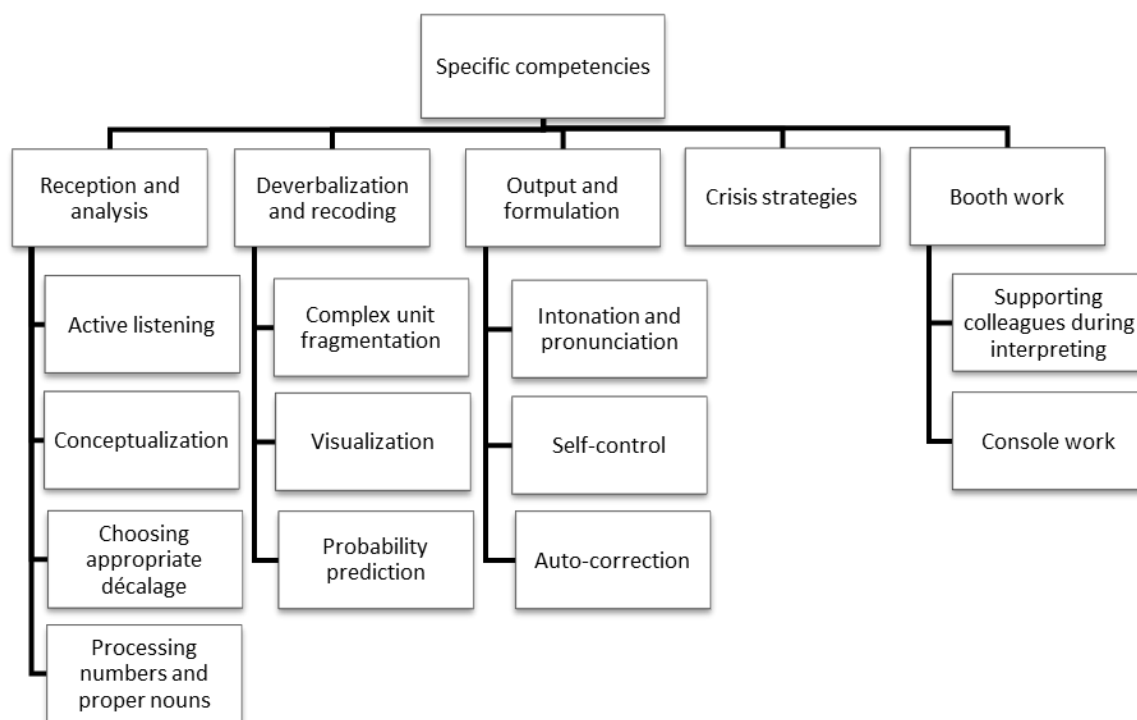 Specific competencies
Reception and
analysis
Deverbalization
and recoding
Output and
formulation
Crisis strategies
Booth work
Active listening
Conceptualization
Choosing
appropriate
décalage
Processing
numbers and
proper nouns
Complex unit
fragmentation
Visualization
Probability
prediction
Intonation and
pronunciation
Self-control
Auto-correction
Supporting
colleagues during
interpreting
Console work